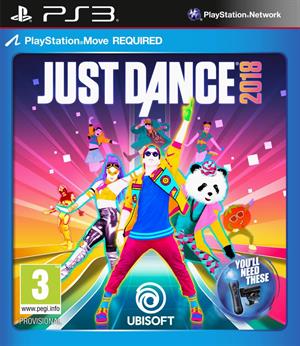 PS3
PlayStation®Network
PlayStation®Move REQUIRED
JUST DANCE
2018
3
www.pegi.info
PROVISIONAL
UBISOFT
YOU'LL
NEED
THESE